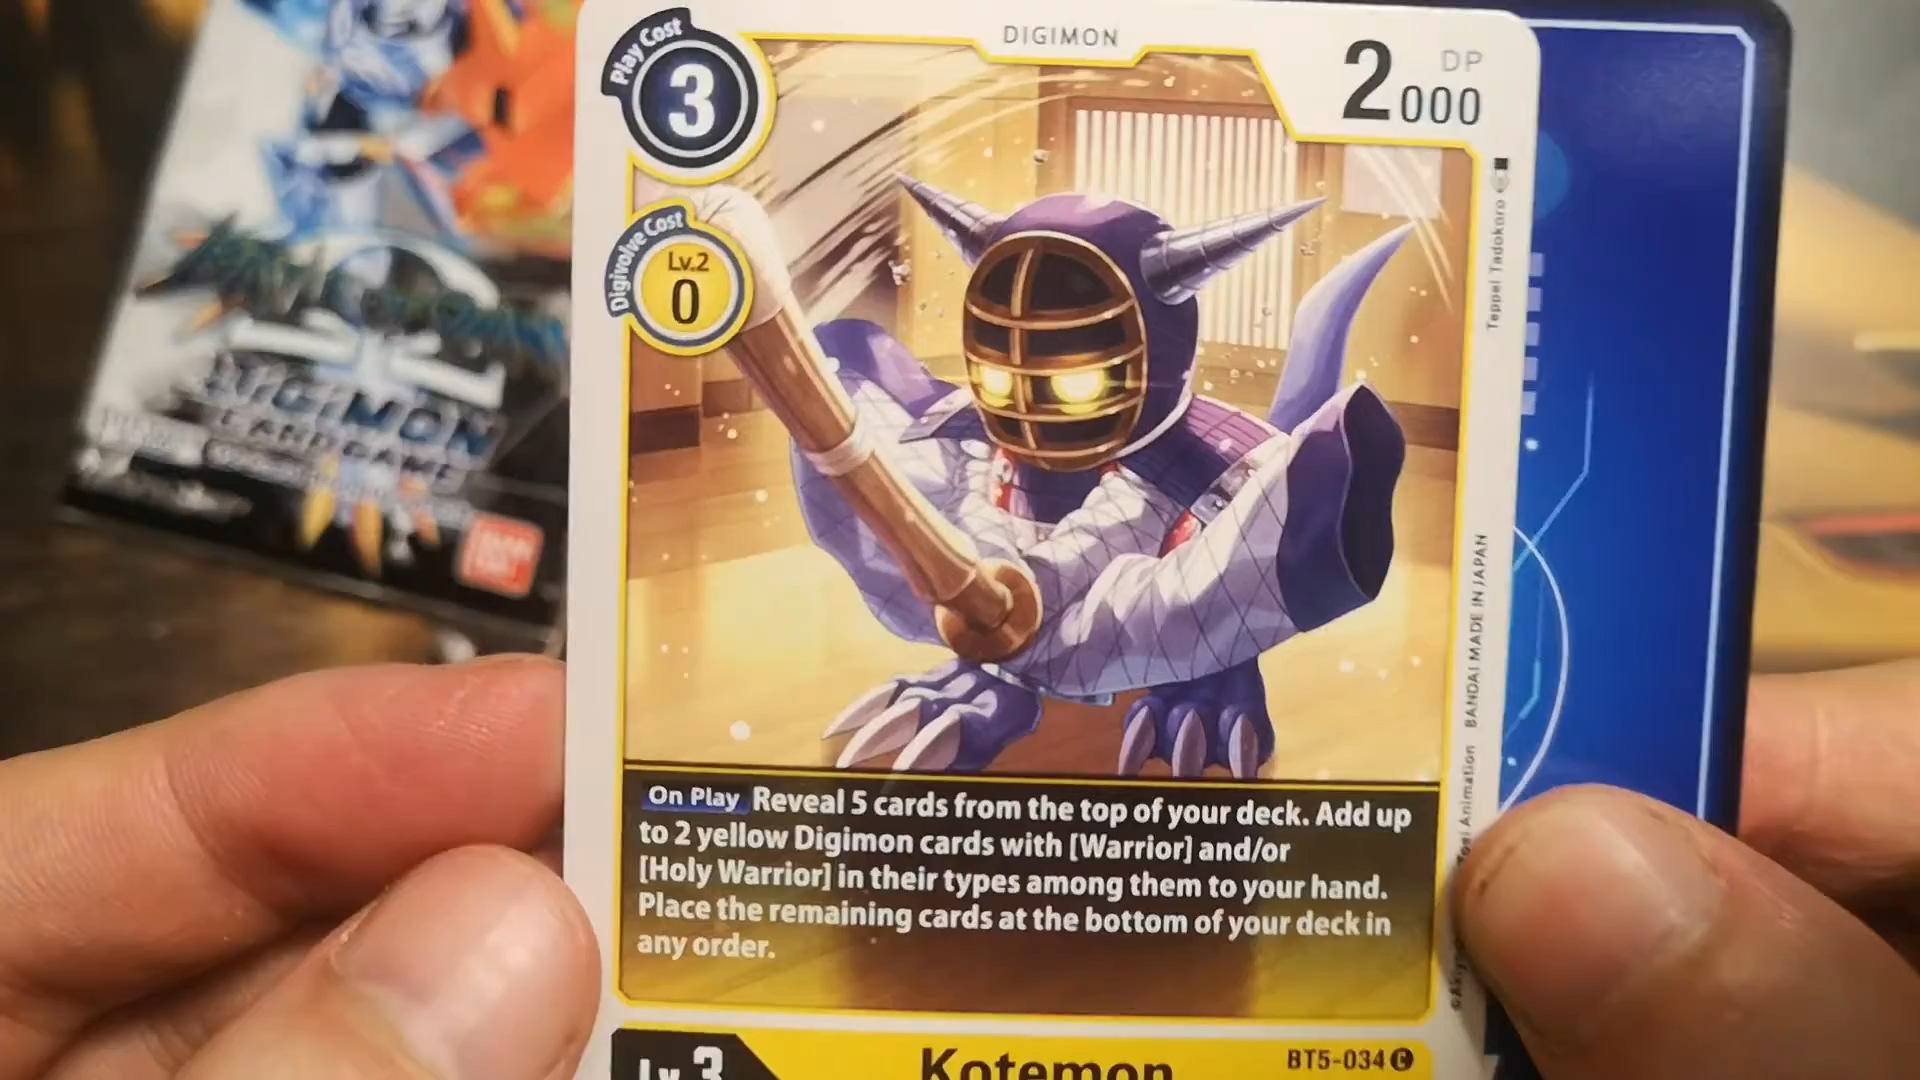 Play Cost
3
DIGIMON
2000
DP
Digivolve Cost
Lv.2
0
Teppei Tadokoro
BANDAI MADE IN JAPAN
Animation
On Play Reveal 5 cards from the top of your deck. Add up
to 2 yellow Digimon cards with [Warrior] and/or
[Holy Warrior] in their types among them to your hand.
Place the remaining cards at the bottom of your deck in
any order.
Lv.3
Kotemon
BT5-034 C
DIGIMON
CARD GAME